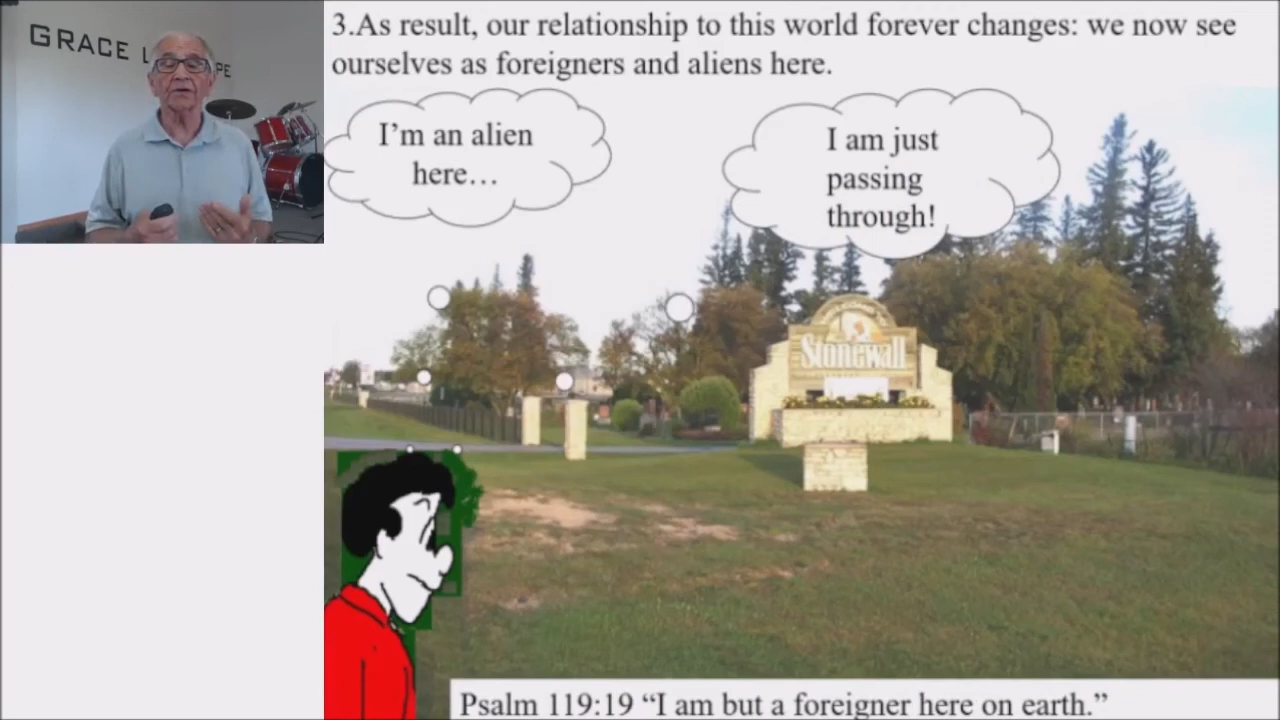 GRACE
3.As result, our relationship to this world forever changes: we now see
ourselves as foreigners and aliens here.
I'm an alien
here…
I am just
passing
through!
Stonewall
Psalm 119:19 “I am but a foreigner here on earth.”